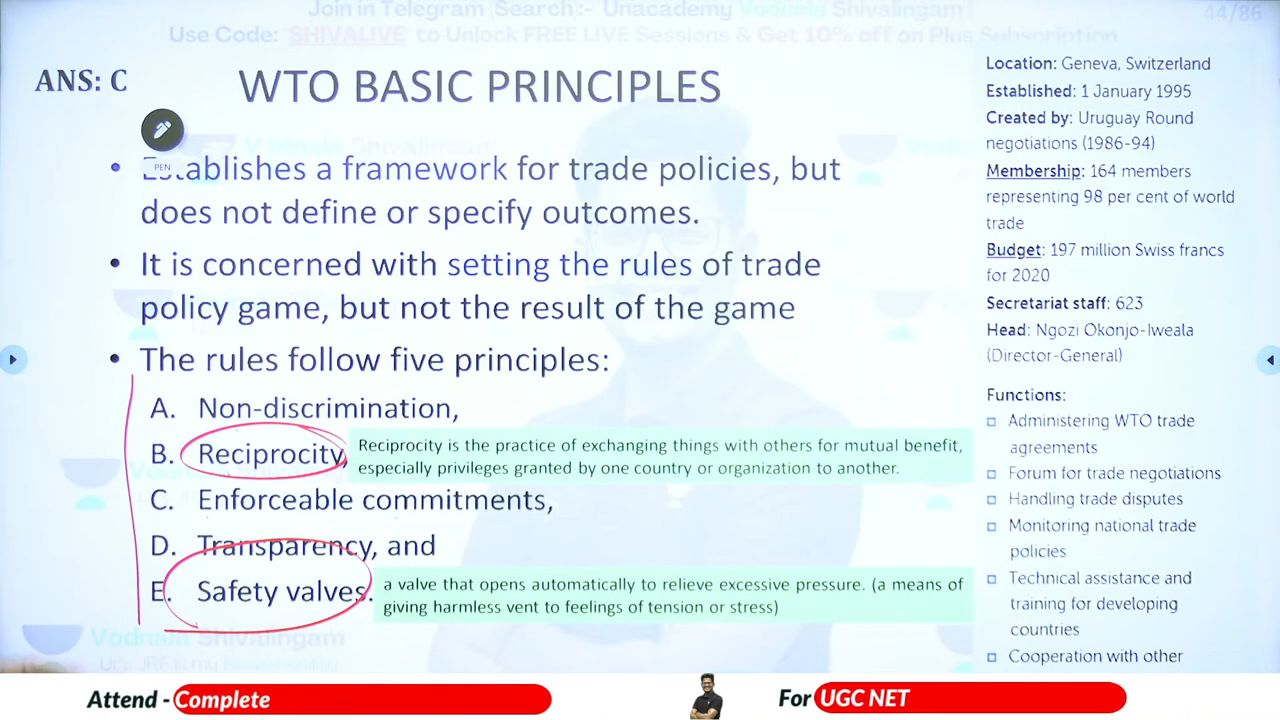 Join in Telegram (Search):- Unacademy Vadnala Shivalingam
44/86
Use Code: SHIVALIVE to Unlock FREE LIVE Sessions & Get 10% off on Plus Subscription
ANS: C
WTO BASIC PRINCIPLES
PEN
• Establishes a framework for trade policies, but
does not define or specify outcomes.
• It is concerned with setting the rules of trade
policy game, but not the result of the game
• The rules follow five principles:
A. Non-discrimination,
B. Reciprocity,
Reciprocity is the practice of exchanging things with others for mutual benefit,
especially privileges granted by one country or organization to another.
C. Enforceable commitments,
D. Transparency, and
E. Safety valves.
a valve that opens automatically to relieve excessive pressure. (a means of
giving harmless vent to feelings of tension or stress)
Vadnala Shivalingam
Location: Geneva, Switzerland
Established: 1 January 1995
Created by: Uruguay Round
negotiations (1986-94)
Membership: 164 members
representing 98 per cent of world
trade
Budget: 197 million Swiss francs
for 2020
Secretariat staff: 623
Head: Ngozi Okonjo-Iweala
(Director-General)
Functions:
Administering WTO trade
agreements
Forum for trade negotiations
Handling trade disputes
Monitoring national trade
policies
Technical assistance and
training for developing
countries
Cooperation with other
Attend - Complete
For UGC NET